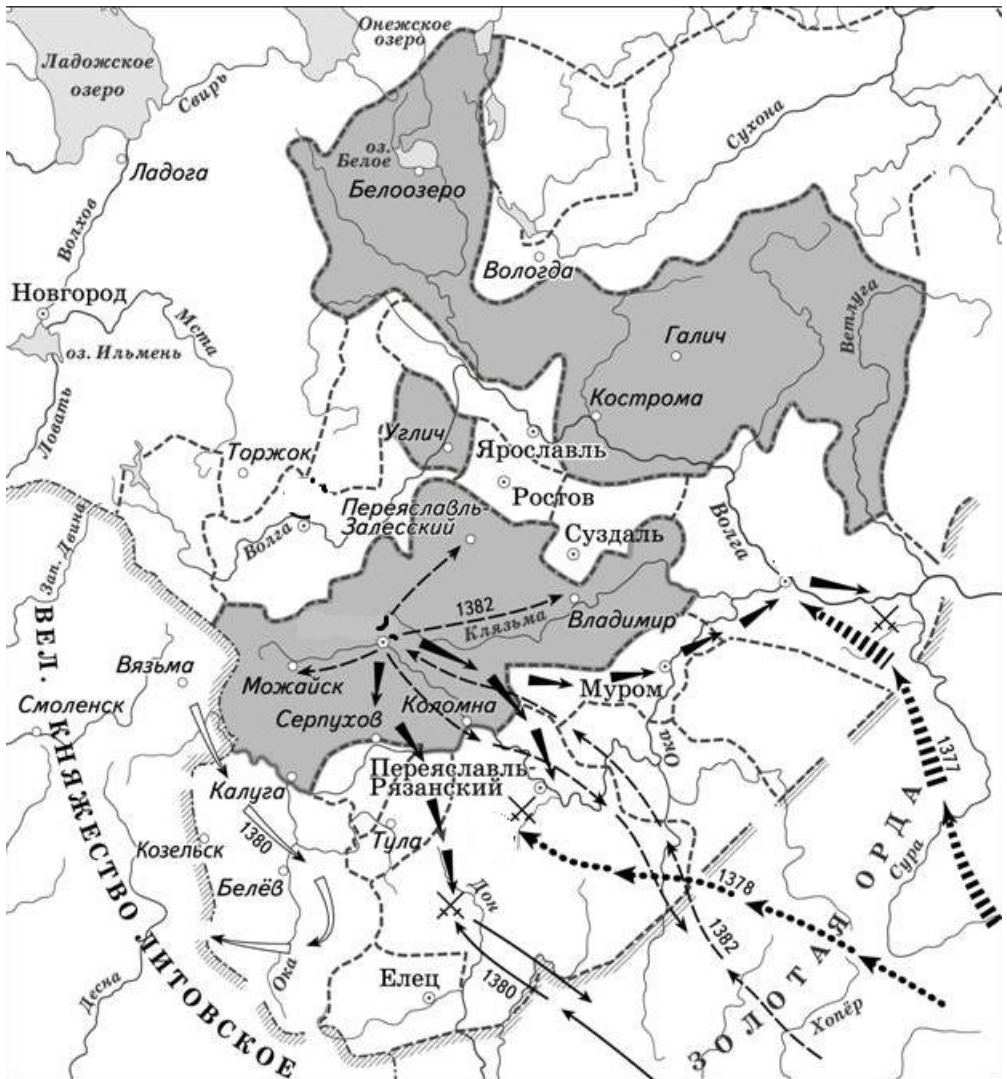 Онежское
озеро
Ладожское
озеро
Свирь
Сухона
оз.
Белое
Белоозеро
Ладога
Волхов
Вологда
Новгород
Мста
оз. Ильмень
Ветлуга
Галич
Кострома
Ловать
Углич
Ярославль
Торжок
Ростов
Переяславль-
Залесский
Волга
Суздаль
Волга
Зап. Двина
1382
Клязьма
Владимир
ВЕЛ.
Вязьма
Можайск
Муром
Смоленск
Серпухов
Коломна
Ока
КНЯЖЕСТВО ЛИТОВСКОЕ
Переяславль-
Рязанский
Калуга
1377
1380
Тула
Козельск
Белёв
Сура
ЗОЛОТАЯ ОРДА
Дон
1378
1382
Елец
1380
Ока
Десна
Хопёр